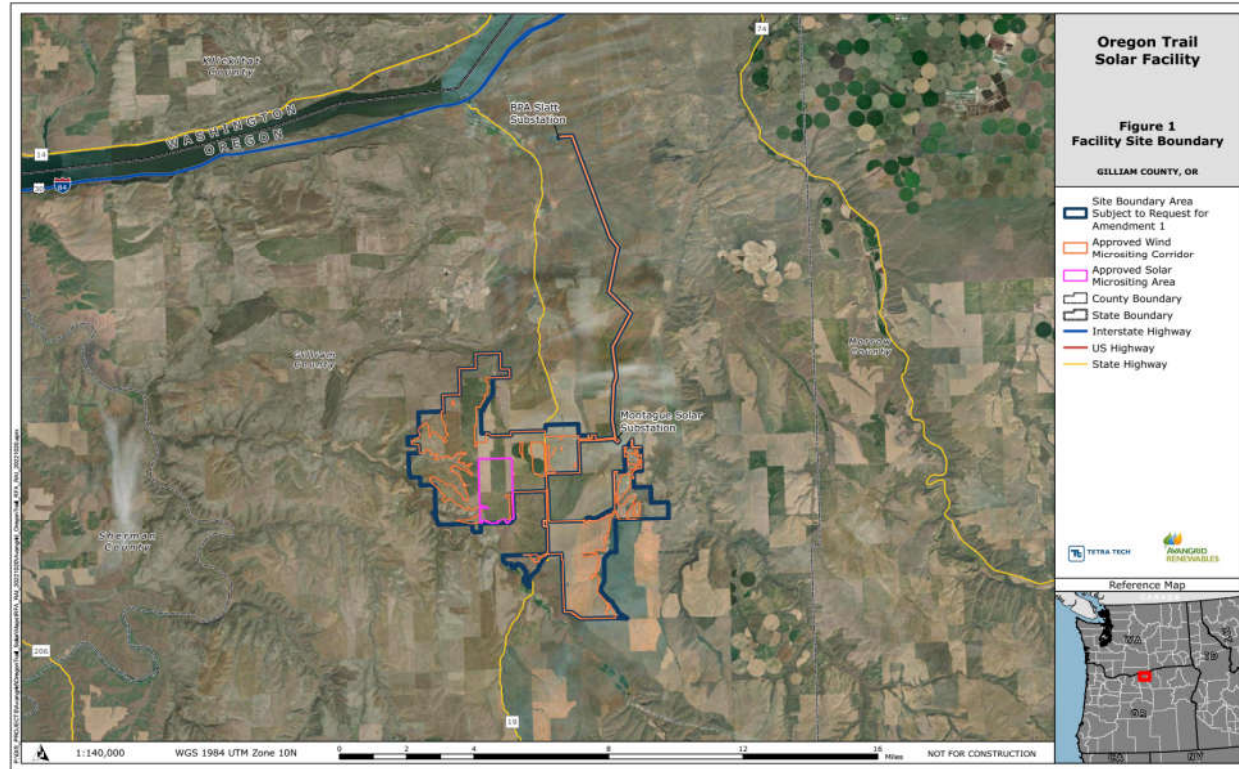 Oregon Trail
Solar Facility
Figure 1
Facility Site Boundary
GILLIAM COUNTY, OR
Site Boundary Area
Subject to Request for
Amendment 1
Approved Wind
Micrositing Corridor
Approved Solar
Micrositing Area
County Boundary
State Boundary
Interstate Highway
US Highway
State Highway
TETRA TECH
AVANGRID
RENEWABLES
Reference Map
WA
ID
OR
CA
NV
Klickitat
County
WASHINGTON
OREGON
14
84
74
BPA Slatt
Substation
Gilliam
County
Morrow
County
Montague Solar
Substation
Sherman
County
206
19
1:140,000
WGS 1984 UTM Zone 10N
0 2 4 8 12 16
Miles
NOT FOR CONSTRUCTION